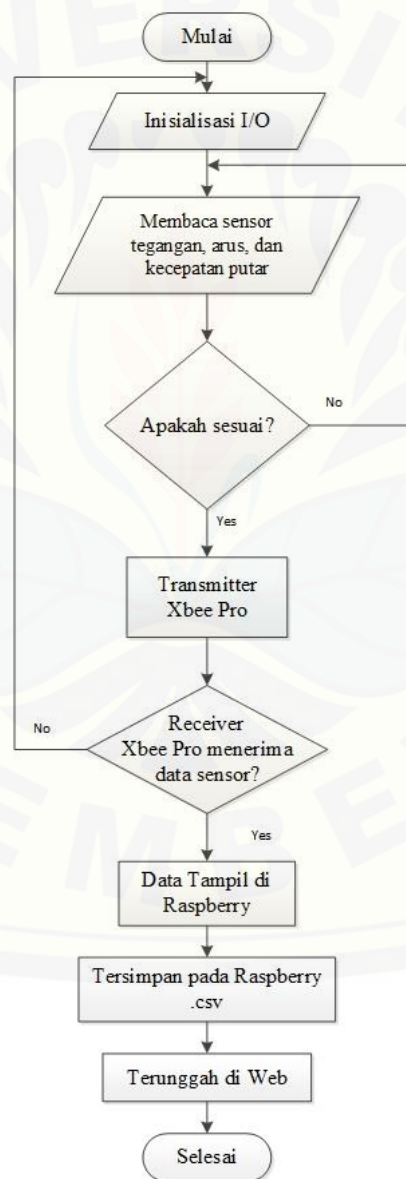 Mulai
Inisialisasi I/O
Membaca sensor
tegangan, arus, dan
kecepatan putar
Apakah sesuai?
No
Yes
Transmitter
Xbee Pro
Receiver
Xbee Pro menerima
data sensor?
No
Yes
Data Tampil di
Raspberry
Tersimpan pada Raspberry
.csv
Terunggah di Web
Selesai